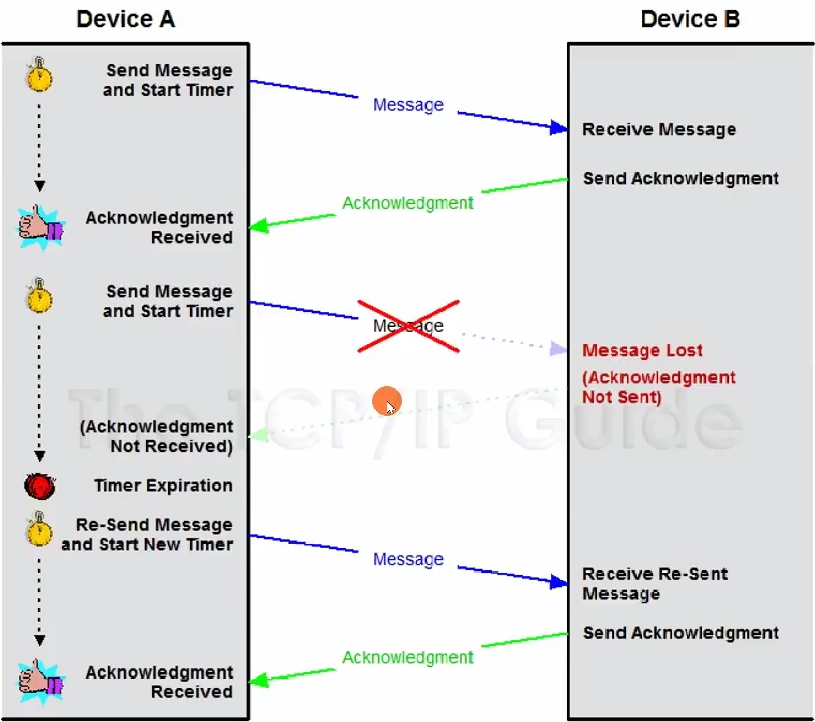 Device A
Device B
Send Message
and Start Timer
Message
Receive Message
Send Acknowledgment
Acknowledgment
Acknowledgment
Received
Send Message
and Start Timer
Message
Message Lost
(Acknowledgment
Not Sent)
The TCP/IP Guide
(Acknowledgment
Not Received)
Timer Expiration
Re-Send Message
and Start New Timer
Message
Receive Re-Sent
Message
Send Acknowledgment
Acknowledgment
Acknowledgment
Received